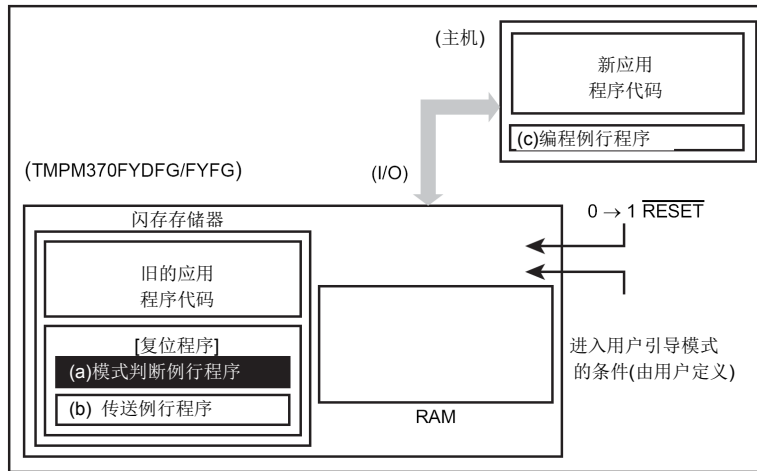 (主机)
新应用
程序代码
(c)编程例行程序
(TMPM370FYDFG/FYFG)
(I/O)
闪存存储器
0 → 1 RESET
旧的应用
程序代码
[复位程序]
(a)模式判断例行程序
(b) 传送例行程序
RAM
进入用户引导模式
的条件(由用户定义)